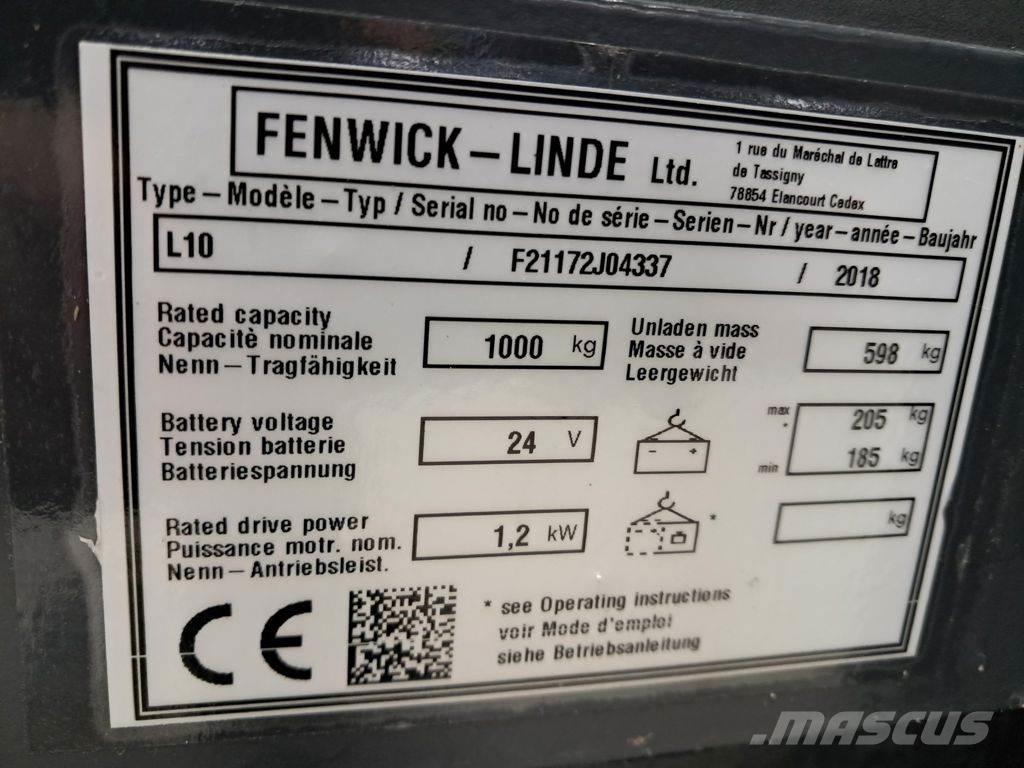 FENWICK – LINDE Ltd.
1 rue du Maréchal de Lattre
de Tassigny
78854 Elancourt Cedex
Type – Modèle – Typ / Serial no – No de série – Serien – Nr / year – année – Baujahr
L10 / F21172J04337 / 2018
Rated capacity
Capacitè nominale
Nenn – Tragfähigkeit
1000 kg
Unladen mass
Masse à vide
Leergewicht
598 kg
Battery voltage
Tension batterie
Batteriespannung
24 V
- +
max 205 kg
*
min 185 kg
Rated drive power
Puissance motr. nom.
Nenn – Antriebsleist.
1,2 kW
*
kg
CE
* see Operating instructions
voir Mode d'emploi
siehe Betriebsanleitung
MASCUS